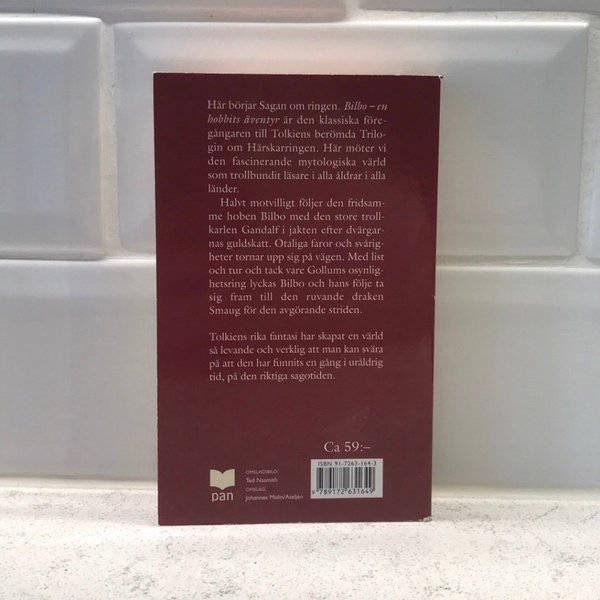 Här börjar Sagan om ringen. Bilbo – en
hobbits äventyr är den klassiska före-
gångaren till Tolkiens berömda Trilo-
gin om Härskarringen. Här möter vi
den fascinerande mytologiska värld
som trollbundit läsare i alla åldrar i alla
länder.
Halvt motvilligt följer den fridsam-
me hoben Bilbo med den store troll-
karlen Gandalf i jakten efter dvärgar-
nas guldskatt. Otaliga faror och svårig-
heter tornar upp sig på vägen. Med list
och tur och tack vare Gollums osynlig-
hetsring lyckas Bilbo och hans följe ta
sig fram till den ruvande draken
Smaug för den avgörande striden.
Tolkiens rika fantasi har skapat en värld
så levande och verklig att man kan svära
på att den har funnits en gång i uråldrig
tid, på den riktiga sagotiden.
Ca 59:–
ISBN 91-7263-164-3
9 789172 631649
OMSLAGSBILD:
Ted Nasmith
OMSLAG:
Johannes Molin/Ateljén
pan